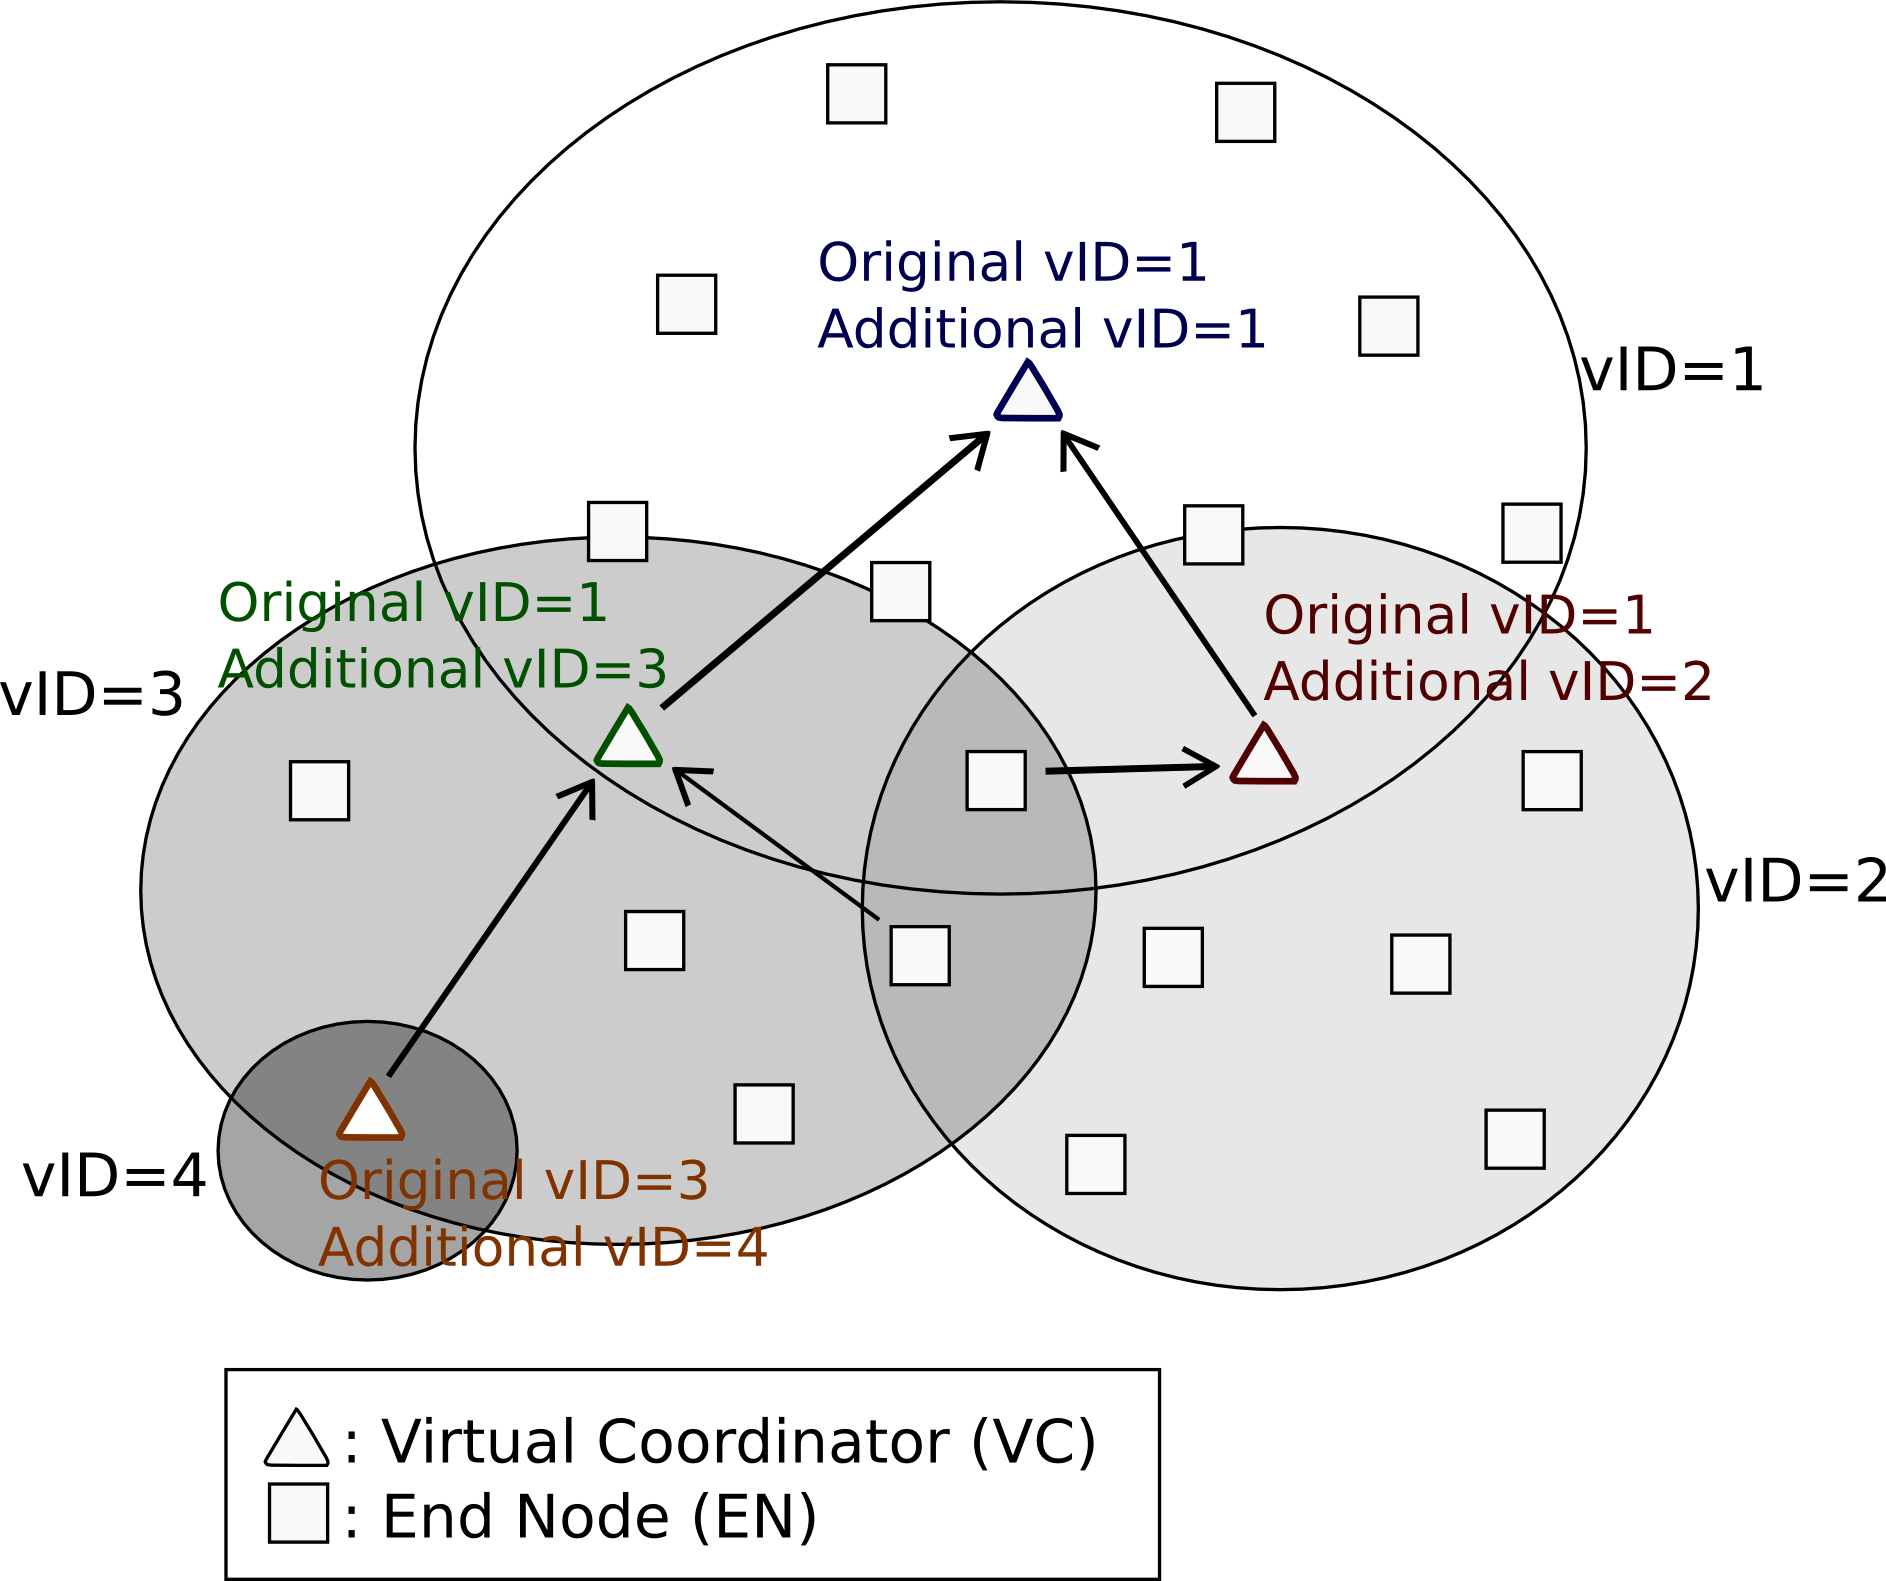 Original vID=1
Additional vID=1
vID=1
Original vID=1
Additional vID=3
Original vID=1
Additional vID=2
vID=3
vID=2
vID=4
Original vID=3
Additional vID=4
: Virtual Coordinator (VC)
: End Node (EN)